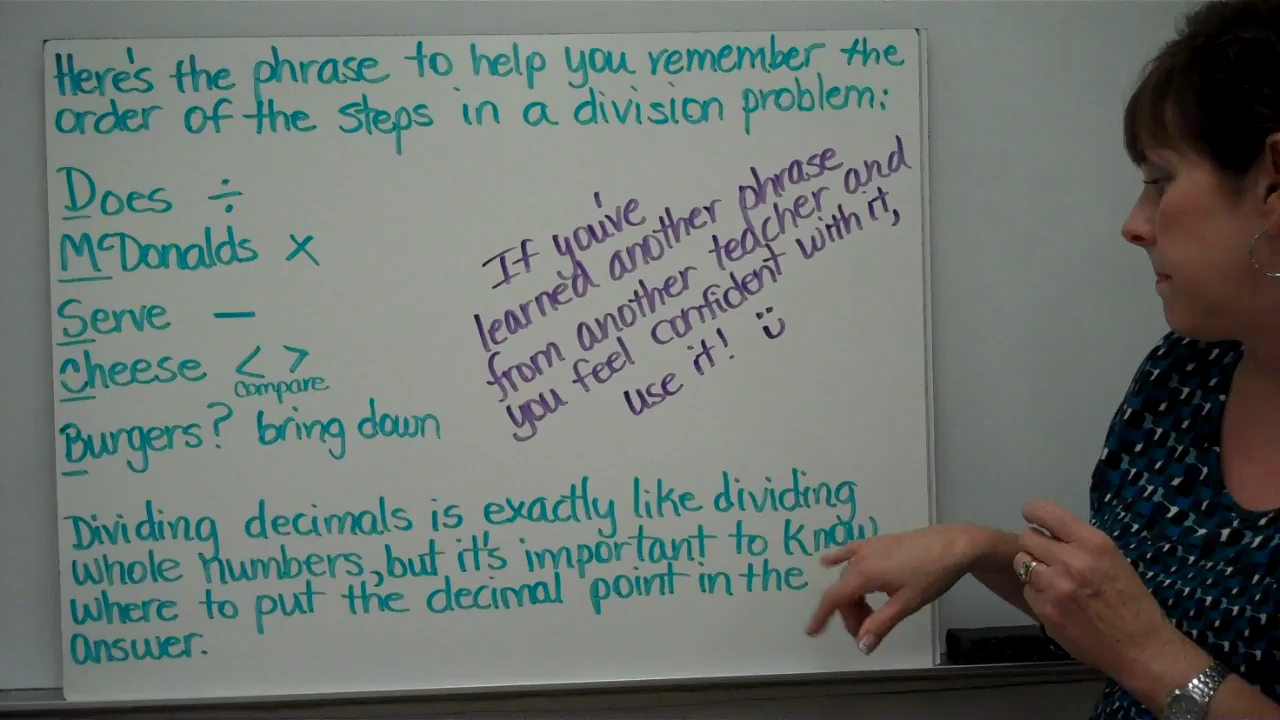 Here's the phrase to help you remember the
order of the steps in a division problem:
Does ÷
McDonalds ×
Serve —
Cheese < >
compare
Burgers? bring down
If you've
learned another phrase
from another teacher and
you feel confident with it,
use it! :)
Dividing decimals is exactly like dividing
whole numbers, but it's important to know
where to put the decimal point in the
answer.